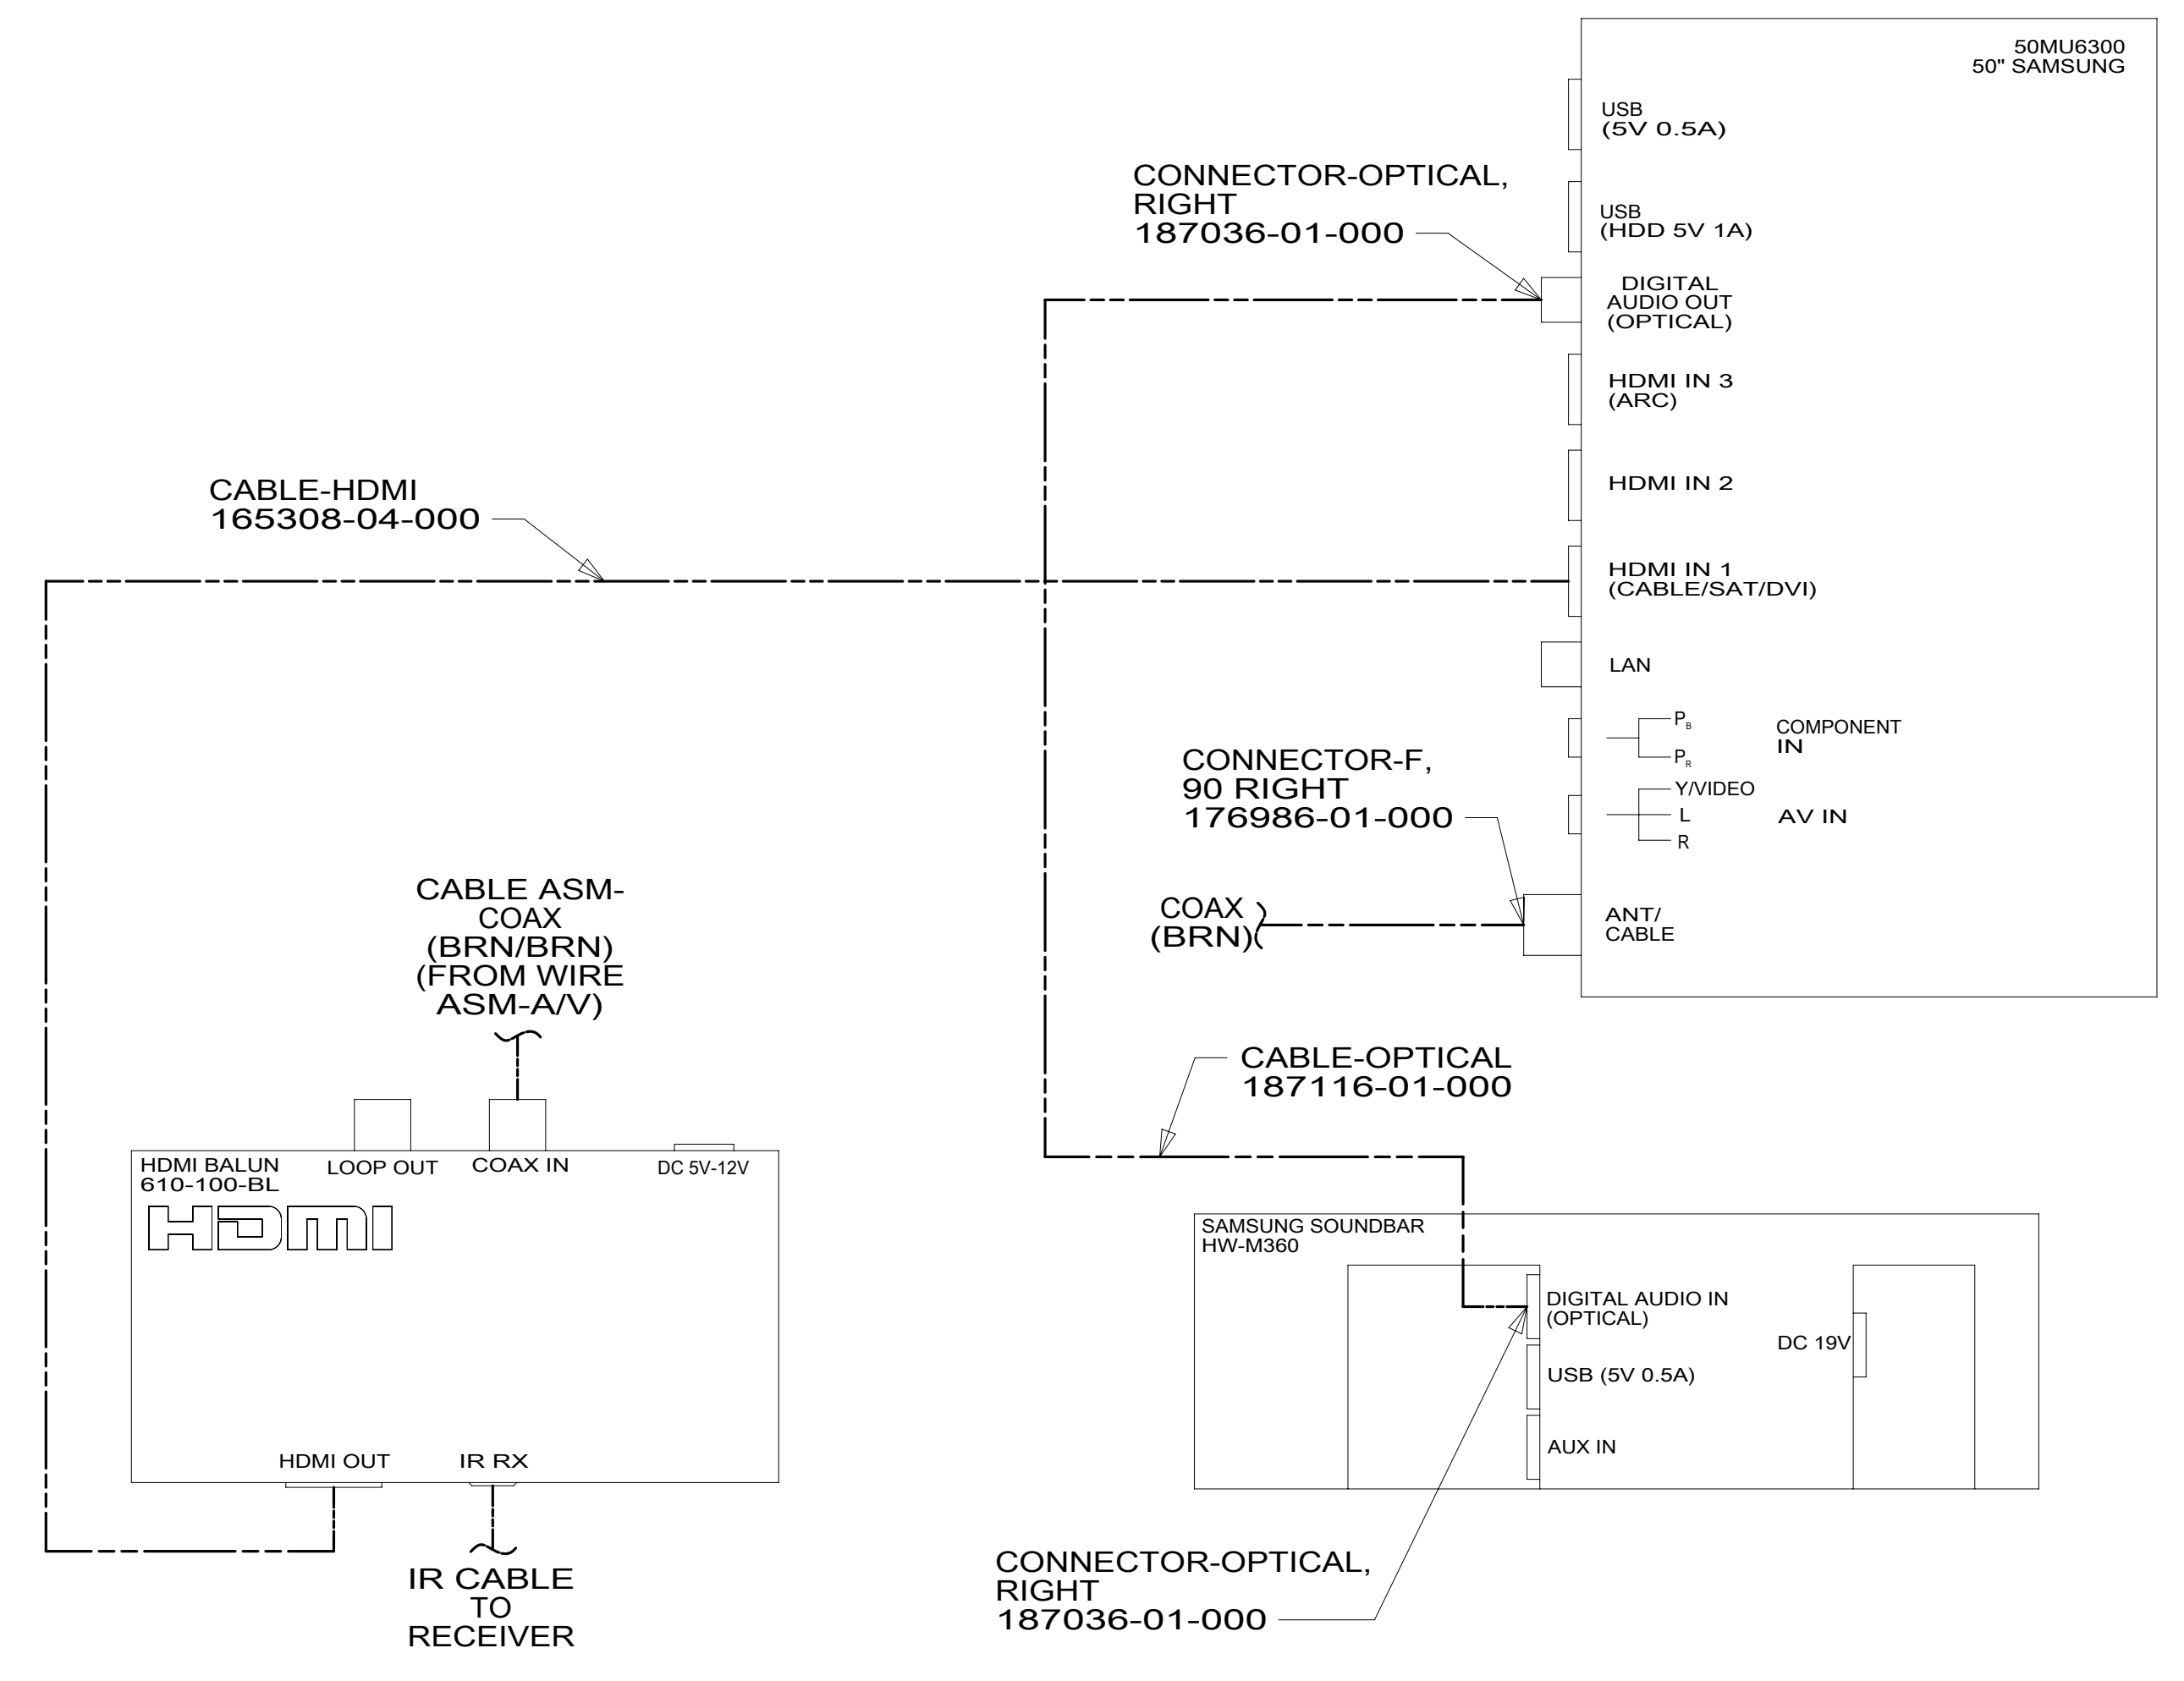 50MU6300
50" SAMSUNG
USB
(5V 0.5A)
CONNECTOR-OPTICAL,
RIGHT
187036-01-000
USB
(HDD 5V 1A)
DIGITAL
AUDIO OUT
(OPTICAL)
HDMI IN 3
(ARC)
HDMI IN 2
CABLE-HDMI
165308-04-000
HDMI IN 1
(CABLE/SAT/DVI)
LAN
PB
PR
COMPONENT
IN
Y/VIDEO
L
R
AV IN
CONNECTOR-F,
90 RIGHT
176986-01-000
COAX
(BRN)
ANT/
CABLE
CABLE ASM-
COAX
(BRN/BRN)
(FROM WIRE
ASM-A/V)
CABLE-OPTICAL
187116-01-000
HDMI BALUN
610-100-BL
LOOP OUT
COAX IN
DC 5V-12V
HDMI
HDMI OUT
IR RX
IR CABLE
TO
RECEIVER
SAMSUNG SOUNDBAR
HW-M360
DIGITAL AUDIO IN
(OPTICAL)
DC 19V
USB (5V 0.5A)
AUX IN
CONNECTOR-OPTICAL,
RIGHT
187036-01-000